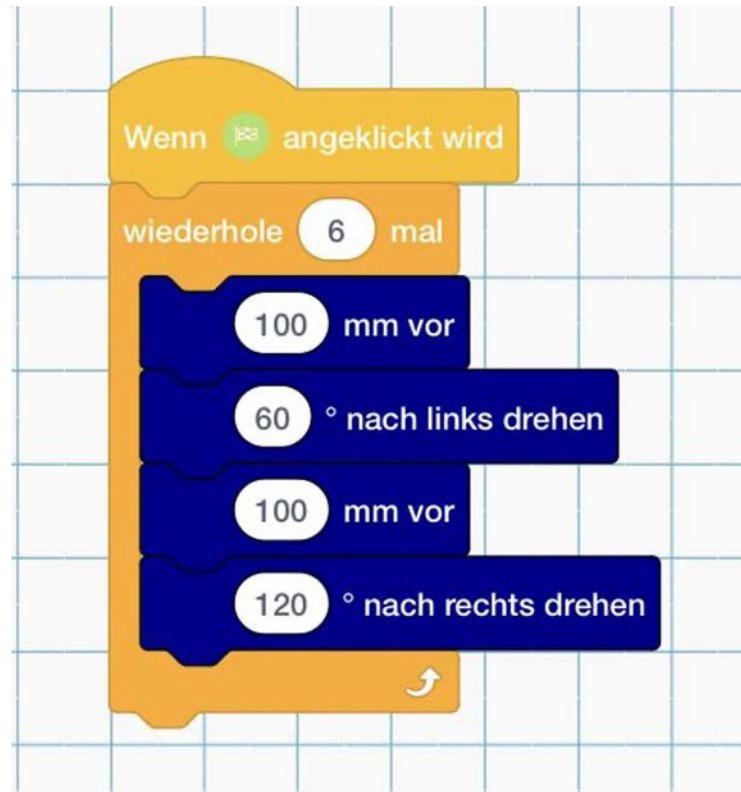 Wenn angeklickt wird
wiederhole 6 mal
100 mm vor
60 ° nach links drehen
100 mm vor
120 ° nach rechts drehen